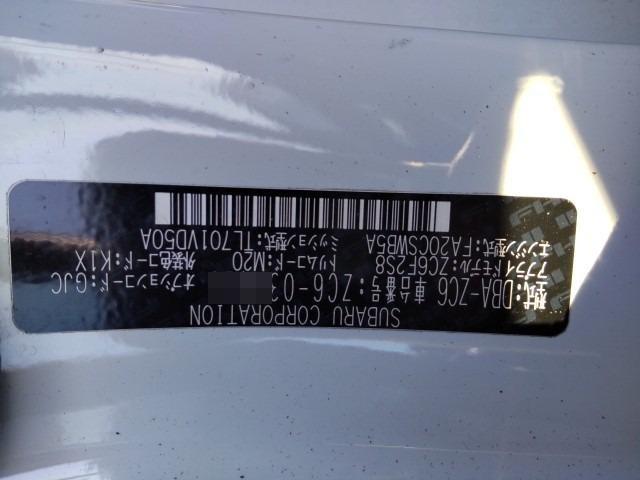 SUBARU CORPORATION
型式:DBA-ZC6 車台番号:ZC6-03
アプライドモデル:ZC6F2S8 トリムコード:M20 オプションコード:GJC
エンジン型式:FA20CSWB5A ミッション型式:TL701VD50A 外装色コード:K1X